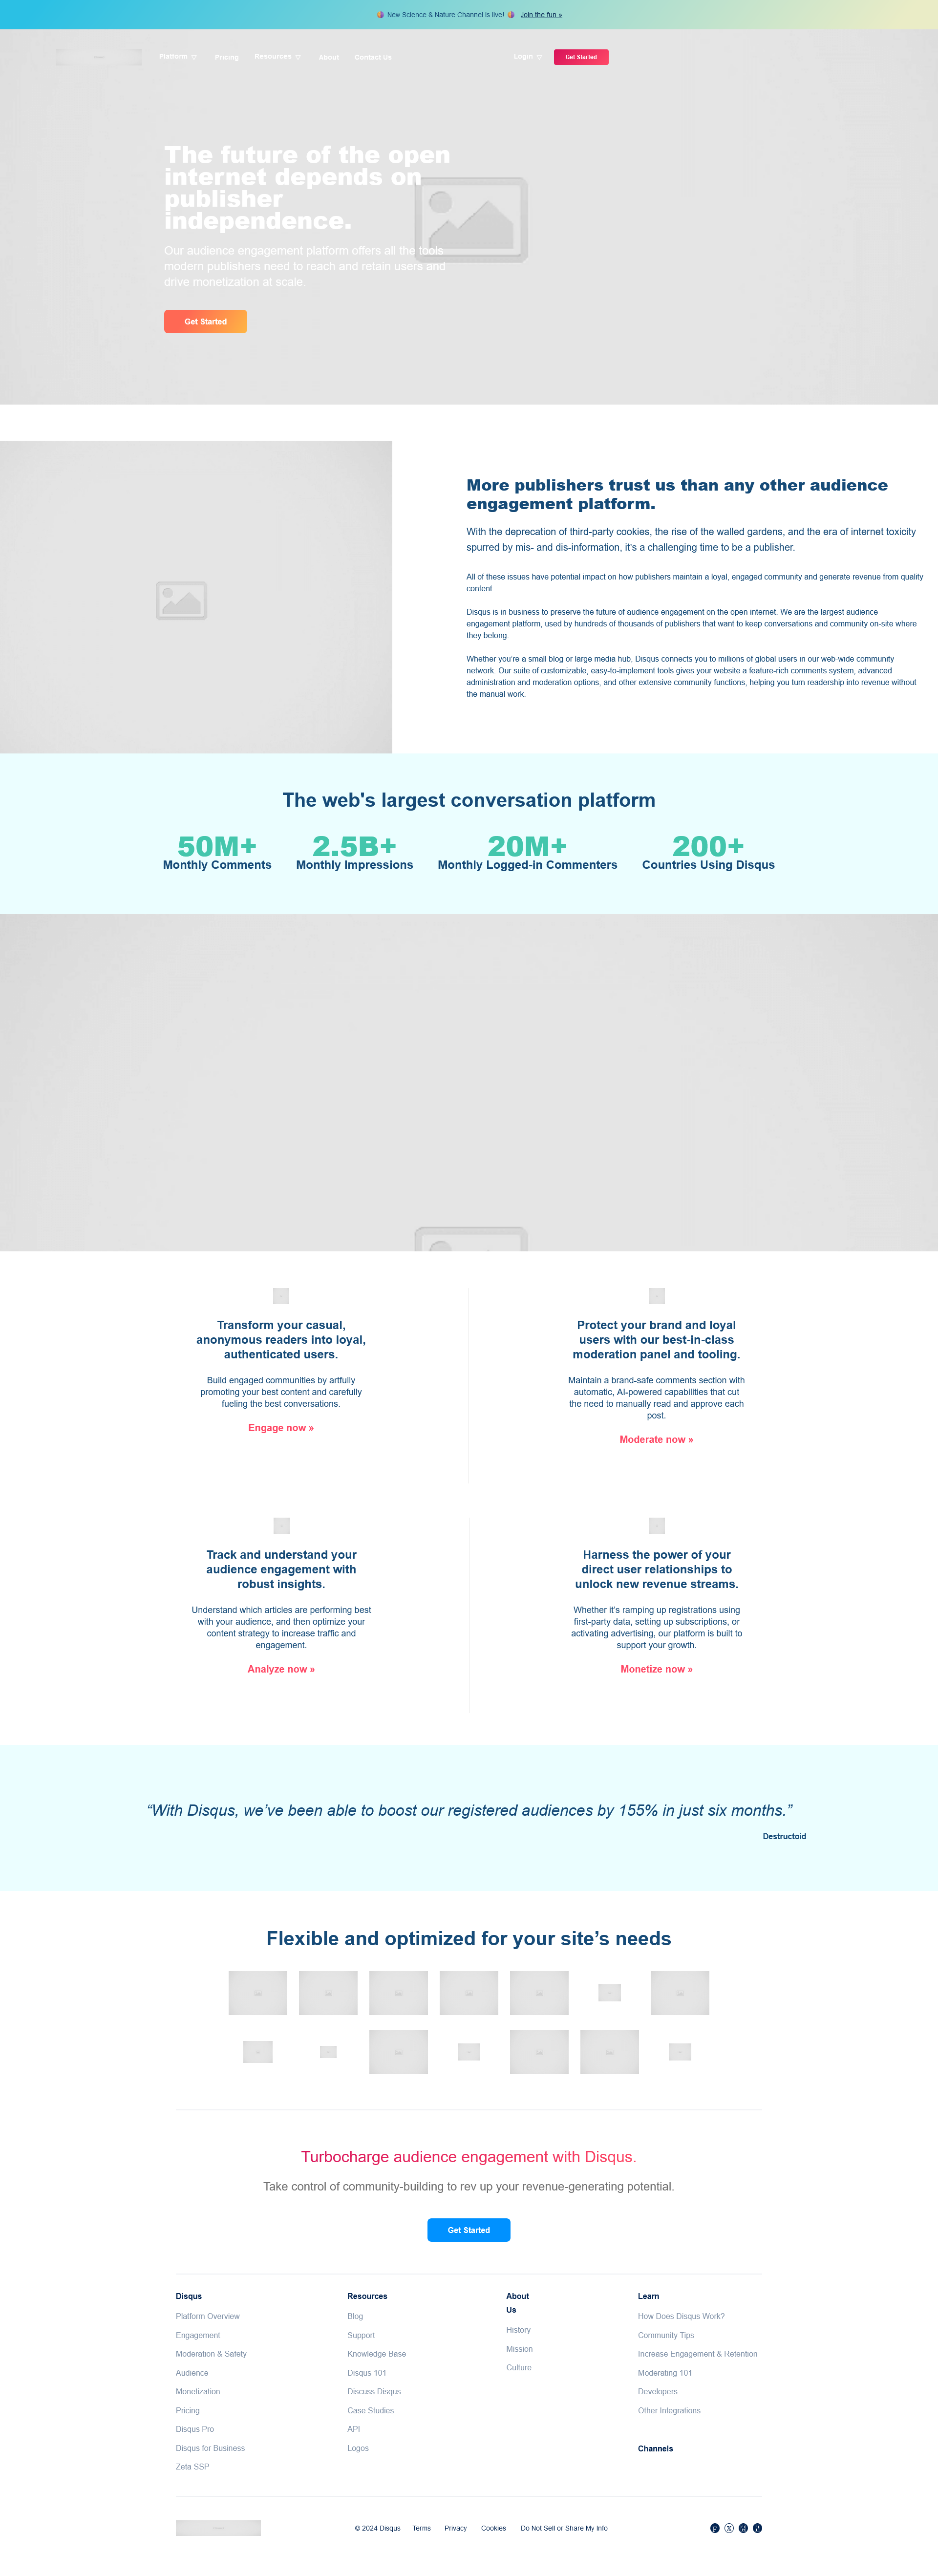 New Science & Nature Channel is live! Join the fun »
Platform Pricing Resources About Contact Us Login Get Started
The future of the open
internet depends on
publisher
independence.
Our audience engagement platform offers all the tools
modern publishers need to reach and retain users and
drive monetization at scale.
Get Started
More publishers trust us than any other audience
engagement platform.
With the deprecation of third-party cookies, the rise of the walled gardens, and the era of internet toxicity
spurred by mis- and dis-information, it's a challenging time to be a publisher.
All of these issues have potential impact on how publishers maintain a loyal, engaged community and generate revenue from quality
content.
Disqus is in business to preserve the future of audience engagement on the open internet. We are the largest audience
engagement platform, used by hundreds of thousands of publishers that want to keep conversations and community on-site where
they belong.
Whether you're a small blog or large media hub, Disqus connects you to millions of global users in our web-wide community
network. Our suite of customizable, easy-to-implement tools gives your website a feature-rich comments system, advanced
administration and moderation options, and other extensive community functions, helping you turn readership into revenue without
the manual work.
The web's largest conversation platform
50M+ 2.5B+ 20M+ 200+
Monthly Comments Monthly Impressions Monthly Logged-in Commenters Countries Using Disqus
Transform your casual,
anonymous readers into loyal,
authenticated users.
Build engaged communities by artfully
promoting your best content and carefully
fueling the best conversations.
Engage now »
Protect your brand and loyal
users with our best-in-class
moderation panel and tooling.
Maintain a brand-safe comments section with
automatic, AI-powered capabilities that cut
the need to manually read and approve each
post.
Moderate now »
Track and understand your
audience engagement with
robust insights.
Understand which articles are performing best
with your audience, and then optimize your
content strategy to increase traffic and
engagement.
Analyze now »
Harness the power of your
direct user relationships to
unlock new revenue streams.
Whether it's ramping up registrations using
first-party data, setting up subscriptions, or
activating advertising, our platform is built to
support your growth.
Monetize now »
“With Disqus, we’ve been able to boost our registered audiences by 155% in just six months.”
Destructoid
Flexible and optimized for your site’s needs
Turbocharge audience engagement with Disqus.
Take control of community-building to rev up your revenue-generating potential.
Get Started
Disqus
Platform Overview
Engagement
Moderation & Safety
Audience
Monetization
Pricing
Disqus Pro
Disqus for Business
Zeta SSP
Resources
Blog
Support
Knowledge Base
Disqus 101
Discuss Disqus
Case Studies
API
Logos
About
Us
History
Mission
Culture
Learn
How Does Disqus Work?
Community Tips
Increase Engagement & Retention
Moderating 101
Developers
Other Integrations
Channels
© 2024 Disqus Terms Privacy Cookies Do Not Sell or Share My Info